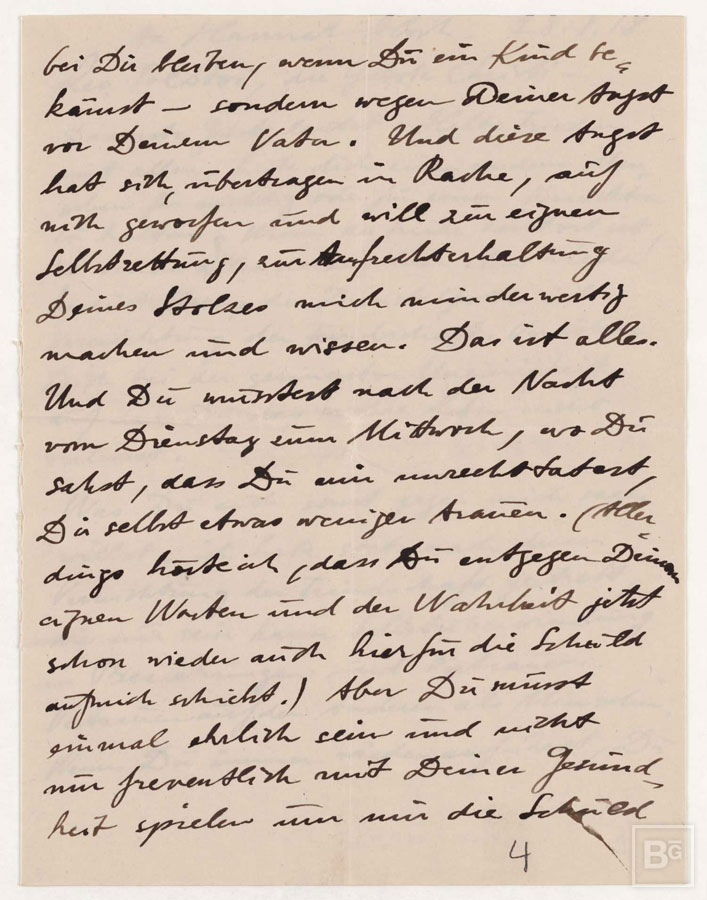 bei Dir bleiben, wenn Du ein Kind be-
kämst – sondern wegen Deiner Angst
vor Deinem Vater. Und diese Angst
hat sich, übertragen in Rache, auf
mich geworfen und will zur eignen
Selbstrettung, zur Aufrechterhaltung
Deines Stolzes mich minderwertig
machen und wissen. Das ist alles.
Und Du musstest nach der Nacht
vom Dienstag zum Mittwoch, wo Du
sahst, dass Du mir unrecht tatest,
Dir selbst etwas weniger trauen. (Aller-
dings hörte ich, dass Du entgegen Deinen
eignen Worten und der Wahrheit jetzt
schon wieder auch hierfür die Schuld
auf mich schiebst.) Aber Du musst
einmal ehrlich sein und nicht
nur freventlich mit Deiner Gesund-
heit spielen um mir die Schuld
4
BG